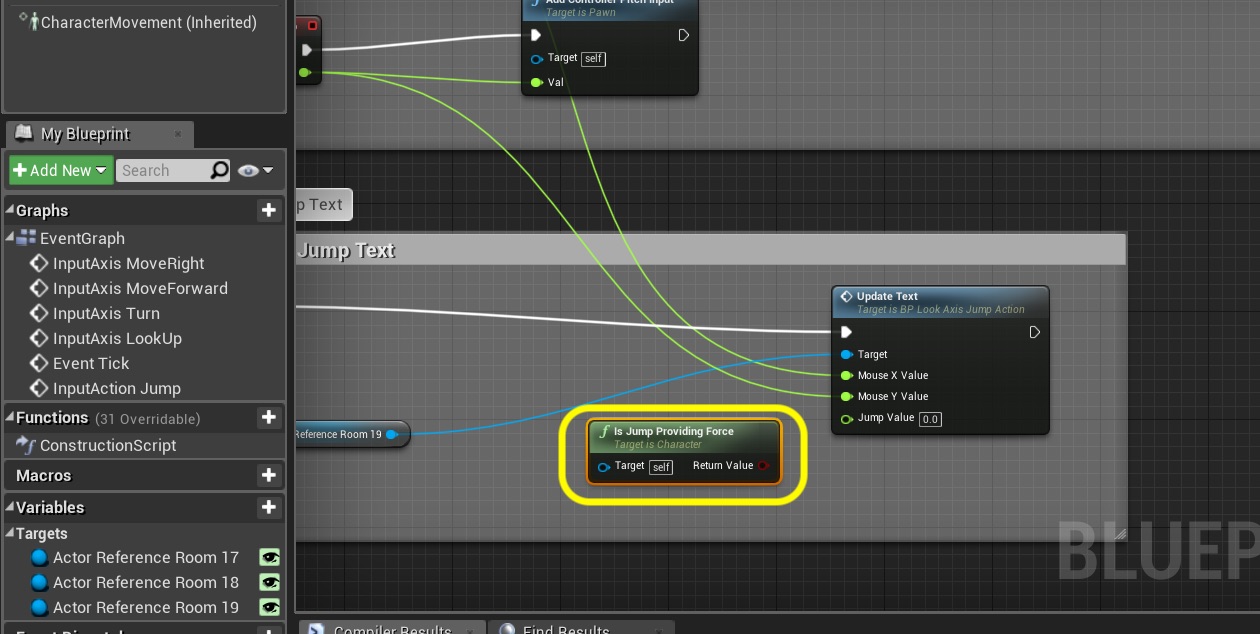 CharacterMovement (Inherited)
My Blueprint
Add New
Search
Graphs
EventGraph
InputAxis MoveRight
InputAxis MoveForward
InputAxis Turn
InputAxis LookUp
Event Tick
InputAction Jump
Functions (31 Overridable)
ConstructionScript
Macros
Variables
Targets
Actor Reference Room 17
Actor Reference Room 18
Actor Reference Room 19
f Add Controller Pitch Input
Target is Pawn
Target self
Val
p Text
Jump Text
Update Text
Target is BP Look Axis Jump Action
Target
Mouse X Value
Mouse Y Value
Jump Value 0.0
Reference Room 19
f Is Jump Providing Force
Target is Character
Target self Return Value
BLUEP
Compiler Results
Find Results